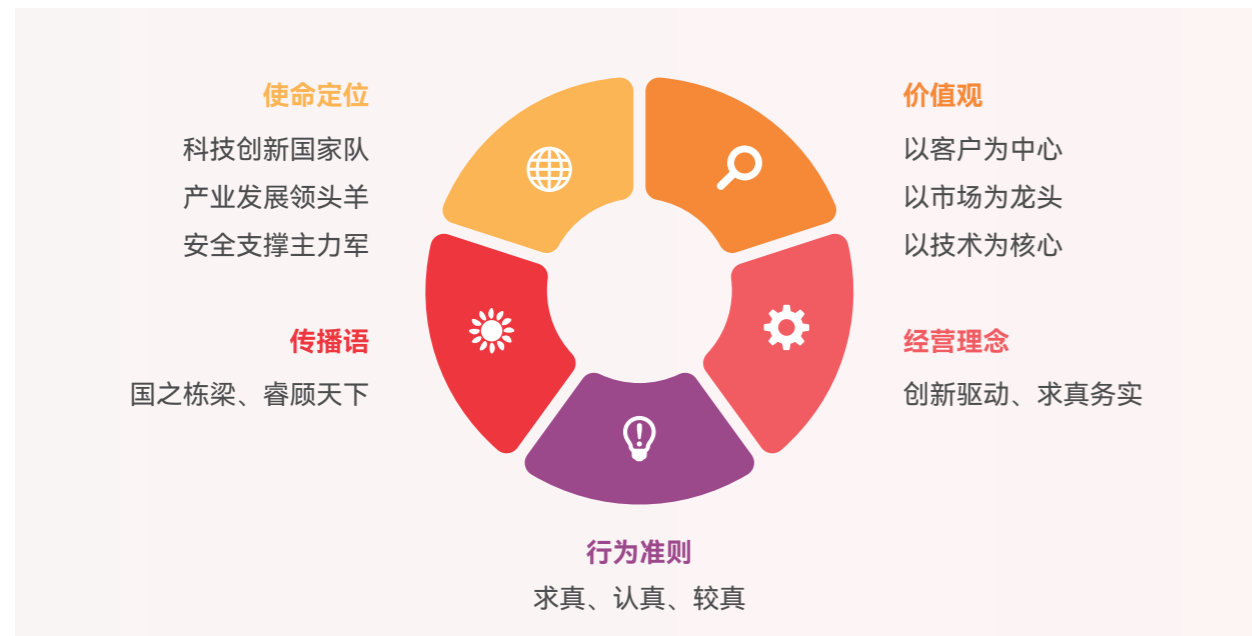 使命定位
科技创新国家队
产业发展领头羊
安全支撑主力军
价值观
以客户为中心
以市场为龙头
以技术为核心
传播语
国之栋梁、睿顾天下
经营理念
创新驱动、求真务实
行为准则
求真、认真、较真